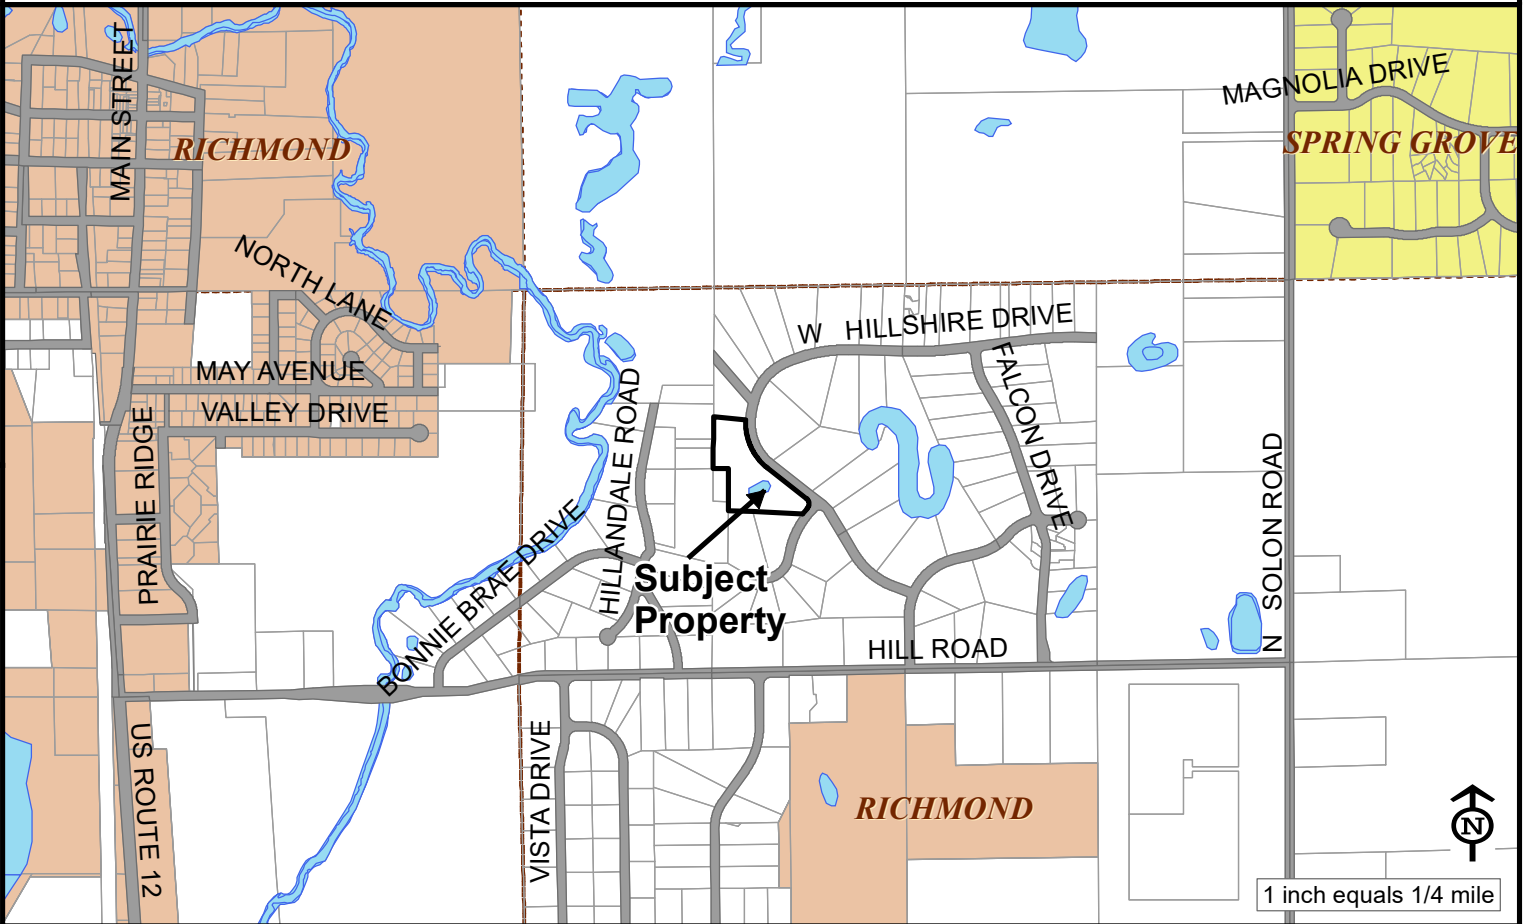 MAIN STREET
RICHMOND
MAGNOLIA DRIVE
SPRING GROVE
NORTH LANE
W HILLSHIRE DRIVE
MAY AVENUE
VALLEY DRIVE
PRAIRIE RIDGE
HILLANDALE ROAD
FALCON DRIVE
N SOLON ROAD
BONNIE BRAE DRIVE
Subject
Property
HILL ROAD
US ROUTE 12
VISTA DRIVE
RICHMOND
N
1 inch equals 1/4 mile